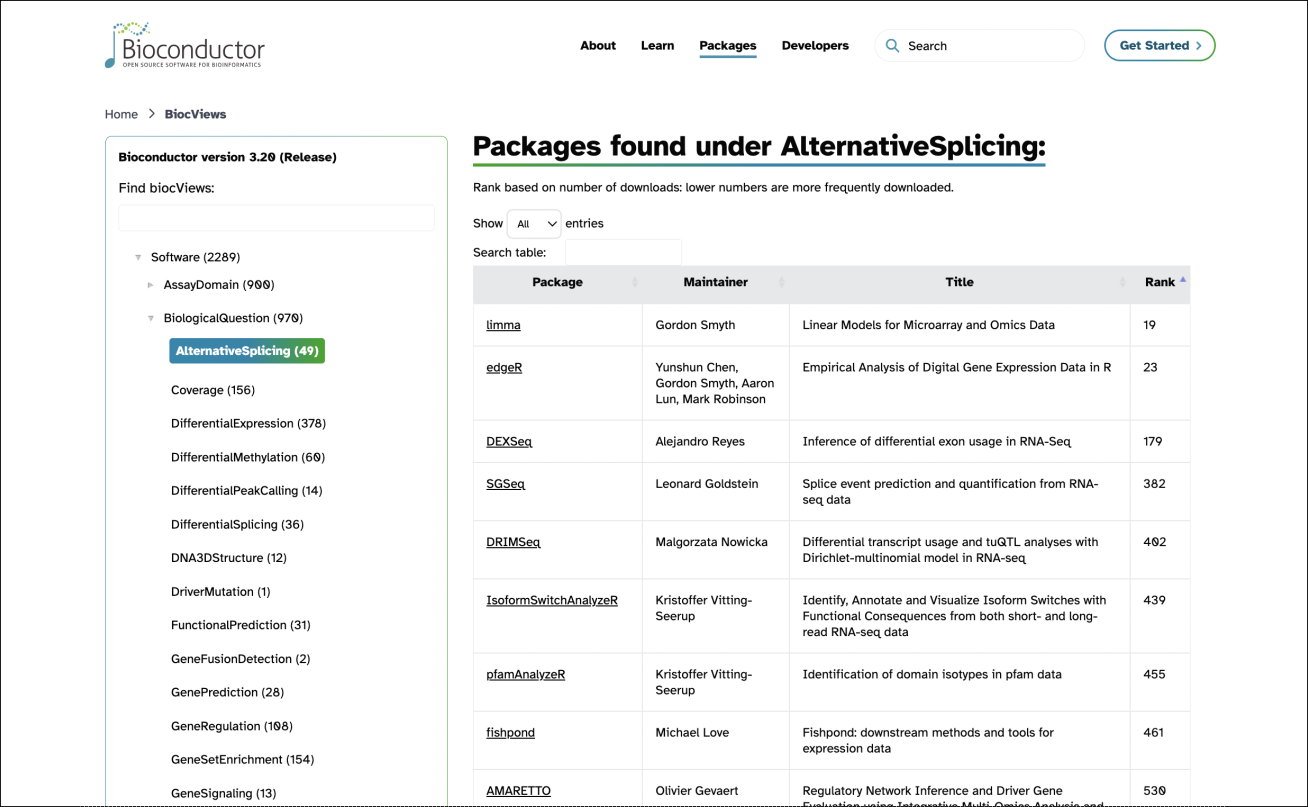 Bioconductor
OPEN SOURCE SOFTWARE FOR BIOINFORMATICS
About Learn Packages Developers Search Get Started
Home BiocViews
Bioconductor version 3.20 (Release)
Find biocViews:
Software (2289)
AssayDomain (900)
BiologicalQuestion (970)
AlternativeSplicing (49)
Coverage (156)
DifferentialExpression (378)
DifferentialMethylation (60)
DifferentialPeakCalling (14)
DifferentialSplicing (36)
DNA3DStructure (12)
DriverMutation (1)
FunctionalPrediction (31)
GeneFusionDetection (2)
GenePrediction (28)
GeneRegulation (108)
GeneSetEnrichment (154)
GeneSignaling (13)
Packages found under AlternativeSplicing:
Rank based on number of downloads: lower numbers are more frequently downloaded.
Show All entries
Search table:
Package Maintainer Title Rank
limma Gordon Smyth Linear Models for Microarray and Omics Data 19
edgeR Yunshun Chen, Empirical Analysis of Digital Gene Expression Data in R 23
Gordon Smyth, Aaron
Lun, Mark Robinson
DEXSeq Alejandro Reyes Inference of differential exon usage in RNA-Seq 179
SGSeq Leonard Goldstein Splice event prediction and quantification from RNA- 382
seq data
DRIMSeq Malgorzata Nowicka Differential transcript usage and tuQTL analyses with 402
Dirichlet-multinomial model in RNA-seq
IsoformSwitchAnalyzeR Kristoffer Vitting- Identify, Annotate and Visualize Isoform Switches with 439
Seerup Functional Consequences from both short- and long-
read RNA-seq data
pfamAnalyzeR Kristoffer Vitting- Identification of domain isotypes in pfam data 455
Seerup
fishpond Michael Love Fishpond: downstream methods and tools for 461
expression data
AMARETTO Olivier Gevaert Regulatory Network Inference and Driver Gene 530
Evaluation using Integrative Multi-Omics Analysis and